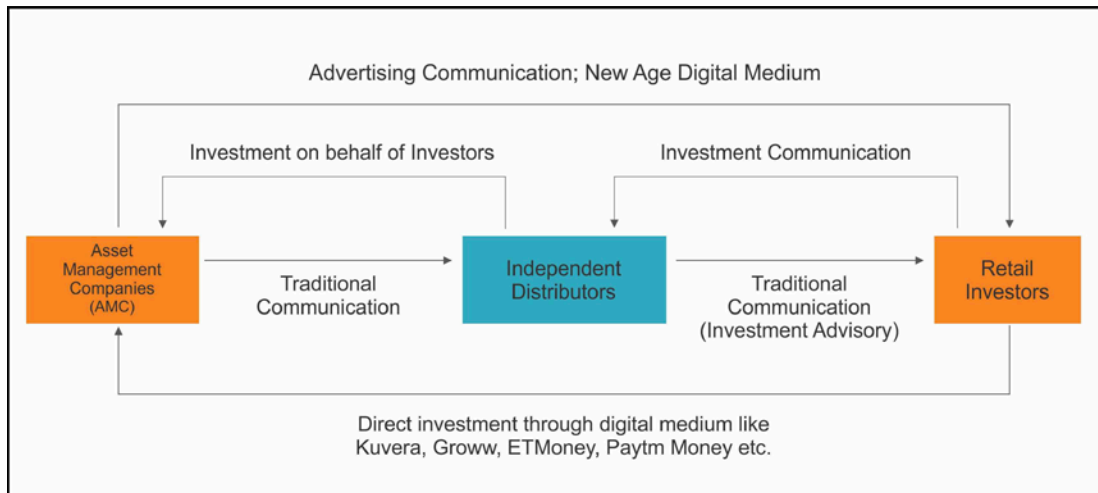 Advertising Communication; New Age Digital Medium
Investment on behalf of Investors
Investment Communication
Asset
Management
Companies
(AMC)
Traditional
Communication
Independent
Distributors
Traditional
Communication
(Investment Advisory)
Retail
Investors
Direct investment through digital medium like
Kuvera, Groww, ETMoney, Paytm Money etc.